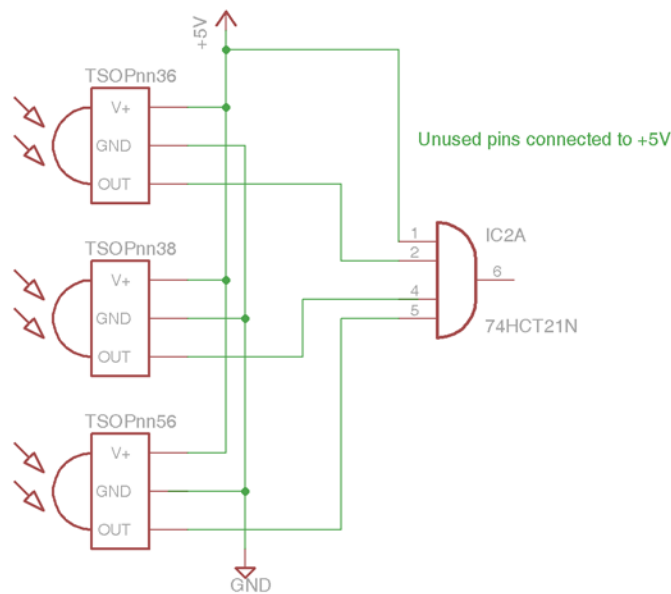 +5V
TSOPnn36
V+
GND
OUT
Unused pins connected to +5V
1
2
4
5
6
IC2A
74HCT21N
TSOPnn38
V+
GND
OUT
TSOPnn56
V+
GND
OUT
GND